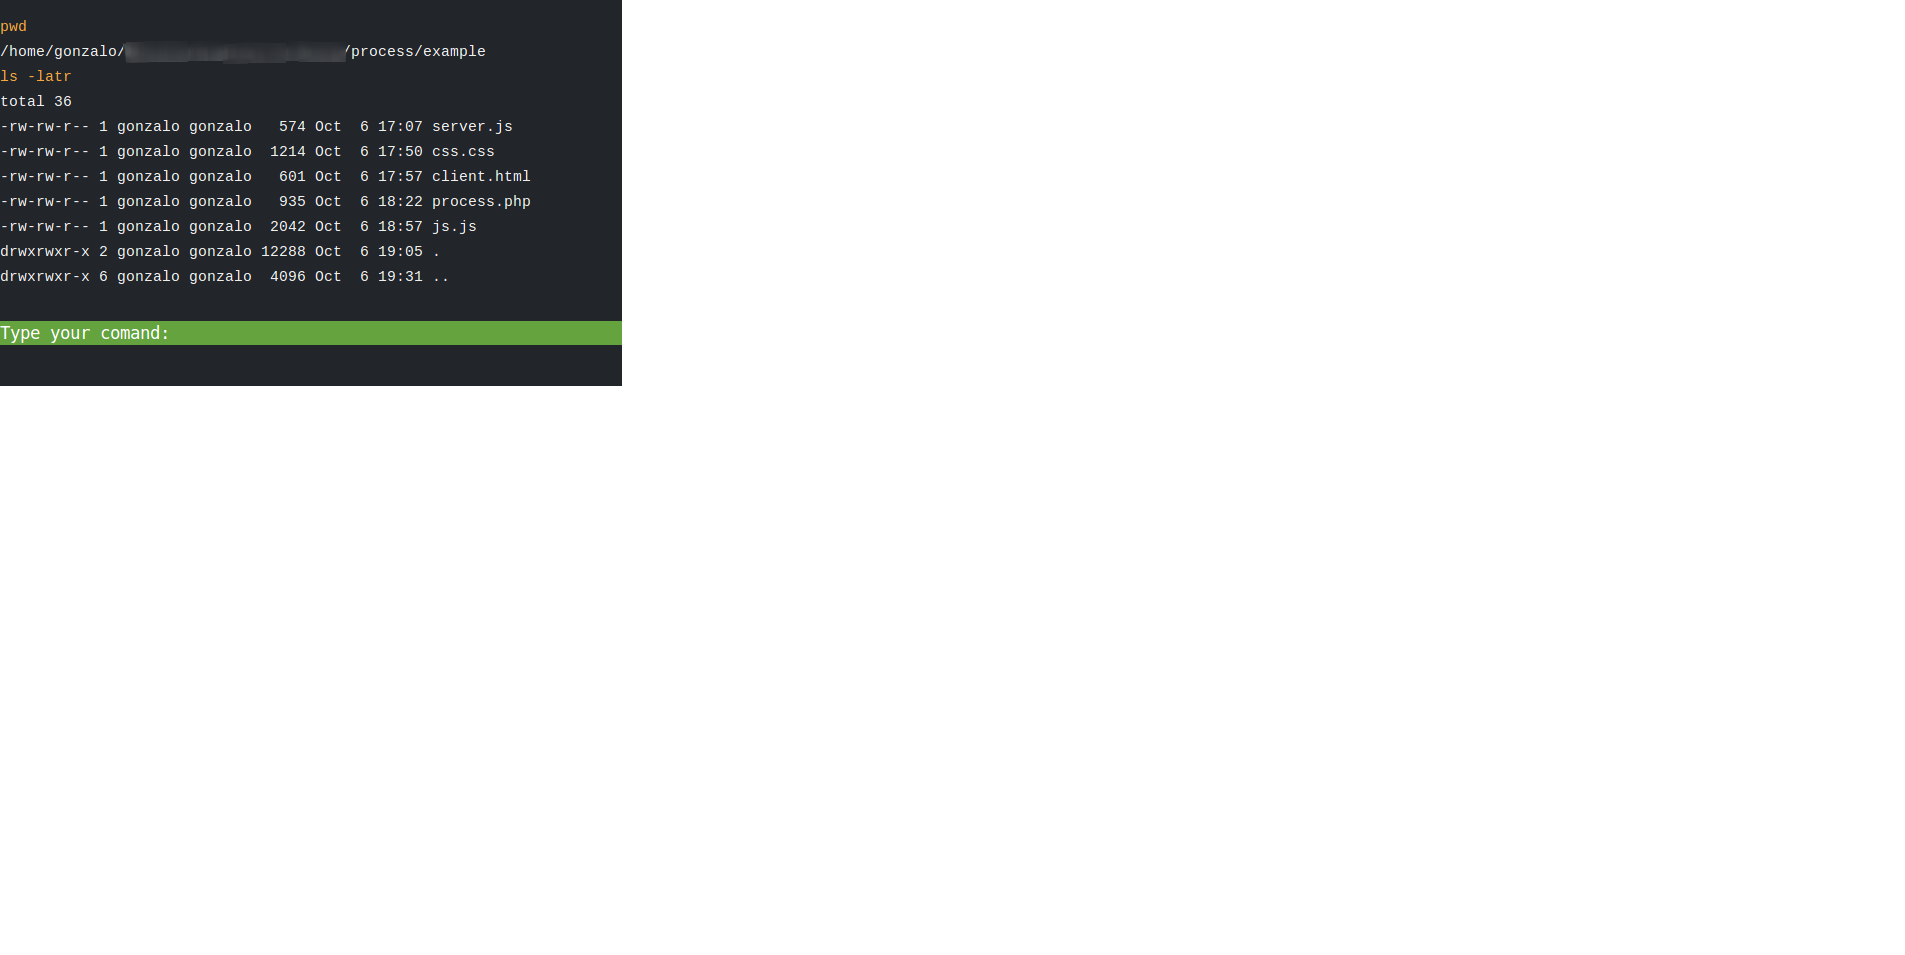 pwd
/home/gonzalo/ /process/example
ls -latr
total 36
-rw-rw-r-- 1 gonzalo gonzalo   574 Oct  6 17:07 server.js
-rw-rw-r-- 1 gonzalo gonzalo  1214 Oct  6 17:50 css.css
-rw-rw-r-- 1 gonzalo gonzalo   601 Oct  6 17:57 client.html
-rw-rw-r-- 1 gonzalo gonzalo   935 Oct  6 18:22 process.php
-rw-rw-r-- 1 gonzalo gonzalo  2042 Oct  6 18:57 js.js
drwxrwxr-x 2 gonzalo gonzalo 12288 Oct  6 19:05 .
drwxrwxr-x 6 gonzalo gonzalo  4096 Oct  6 19:31 ..
Type your comand: